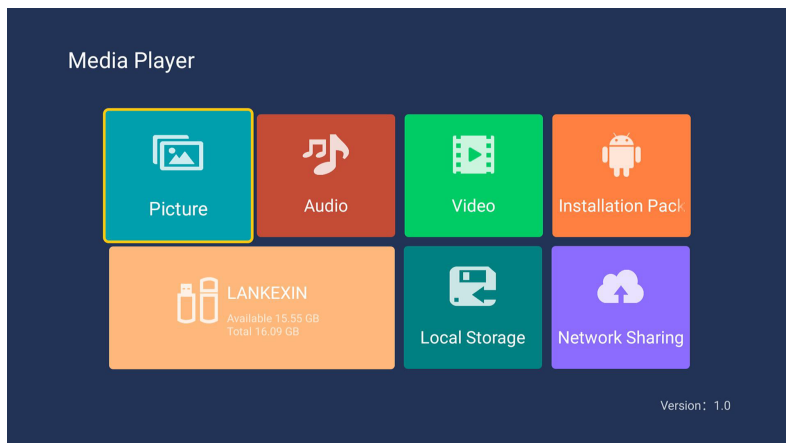 Media Player
Picture
Audio
Video
Installation Pack
LANKEXIN
Available 15.55 GB
Total 16.09 GB
Local Storage
Network Sharing
Version: 1.0